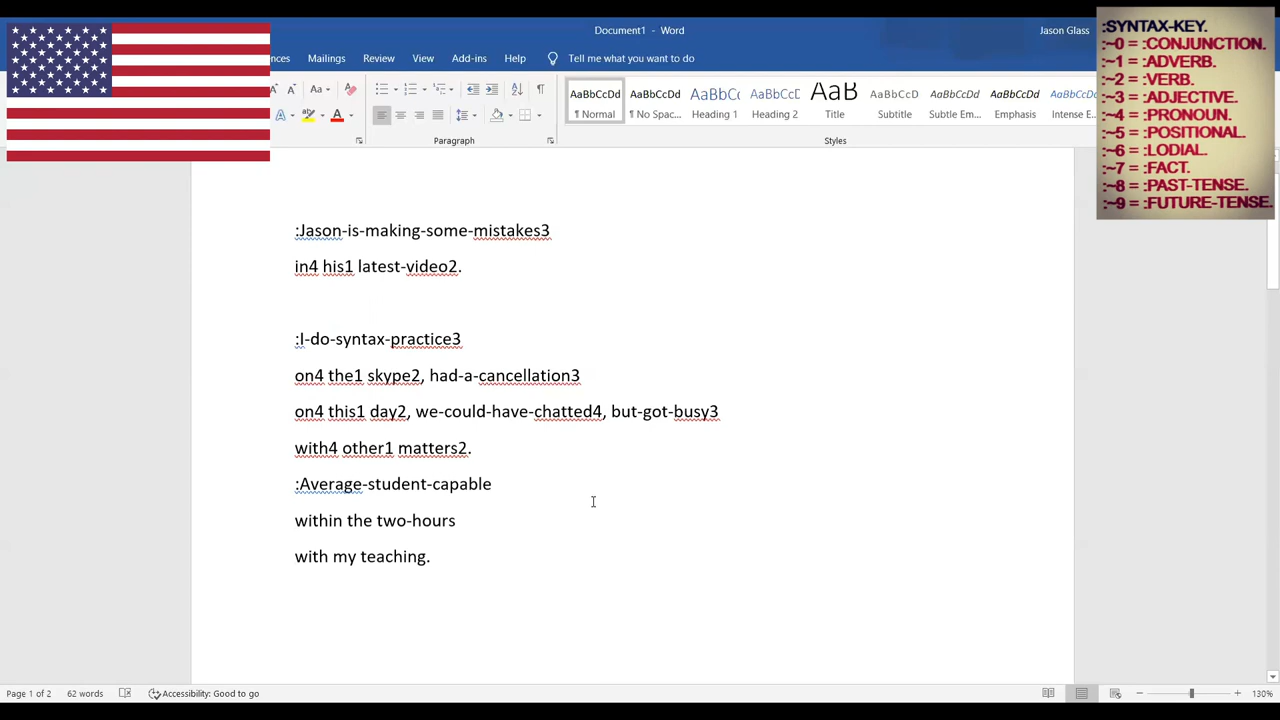 Document1 - Word
Jason Glass
nces
Mailings
Review
View
Add-ins
Help
Tell me what you want to do
Aa
A
A
Paragraph
AaBbCcDd
¶ Normal
AaBbCcDd
¶ No Spac...
AaBbCc
Heading 1
AaBbCcD
Heading 2
AaB
Title
AaBbCcD
Subtitle
AaBbCcDd
Subtle Em...
AaBbCcDd
Emphasis
AaBbCcDd
Intense E...
Styles
:SYNTAX-KEY.
:~0 = :CONJUNCTION.
:~1 = :ADVERB.
:~2 = :VERB.
:~3 = :ADJECTIVE.
:~4 = :PRONOUN.
:~5 = :POSITIONAL.
:~6 = :LODIAL.
:~7 = :FACT.
:~8 = :PAST-TENSE.
:~9 = :FUTURE-TENSE.
:Jason-is-making-some-mistakes3
in4 his1 latest-video2.
:I-do-syntax-practice3
on4 the1 skype2, had-a-cancellation3
on4 this1 day2, we-could-have-chatted4, but-got-busy3
with4 other1 matters2.
:Average-student-capable
within the two-hours
with my teaching.
Page 1 of 2
62 words
Accessibility: Good to go
130%